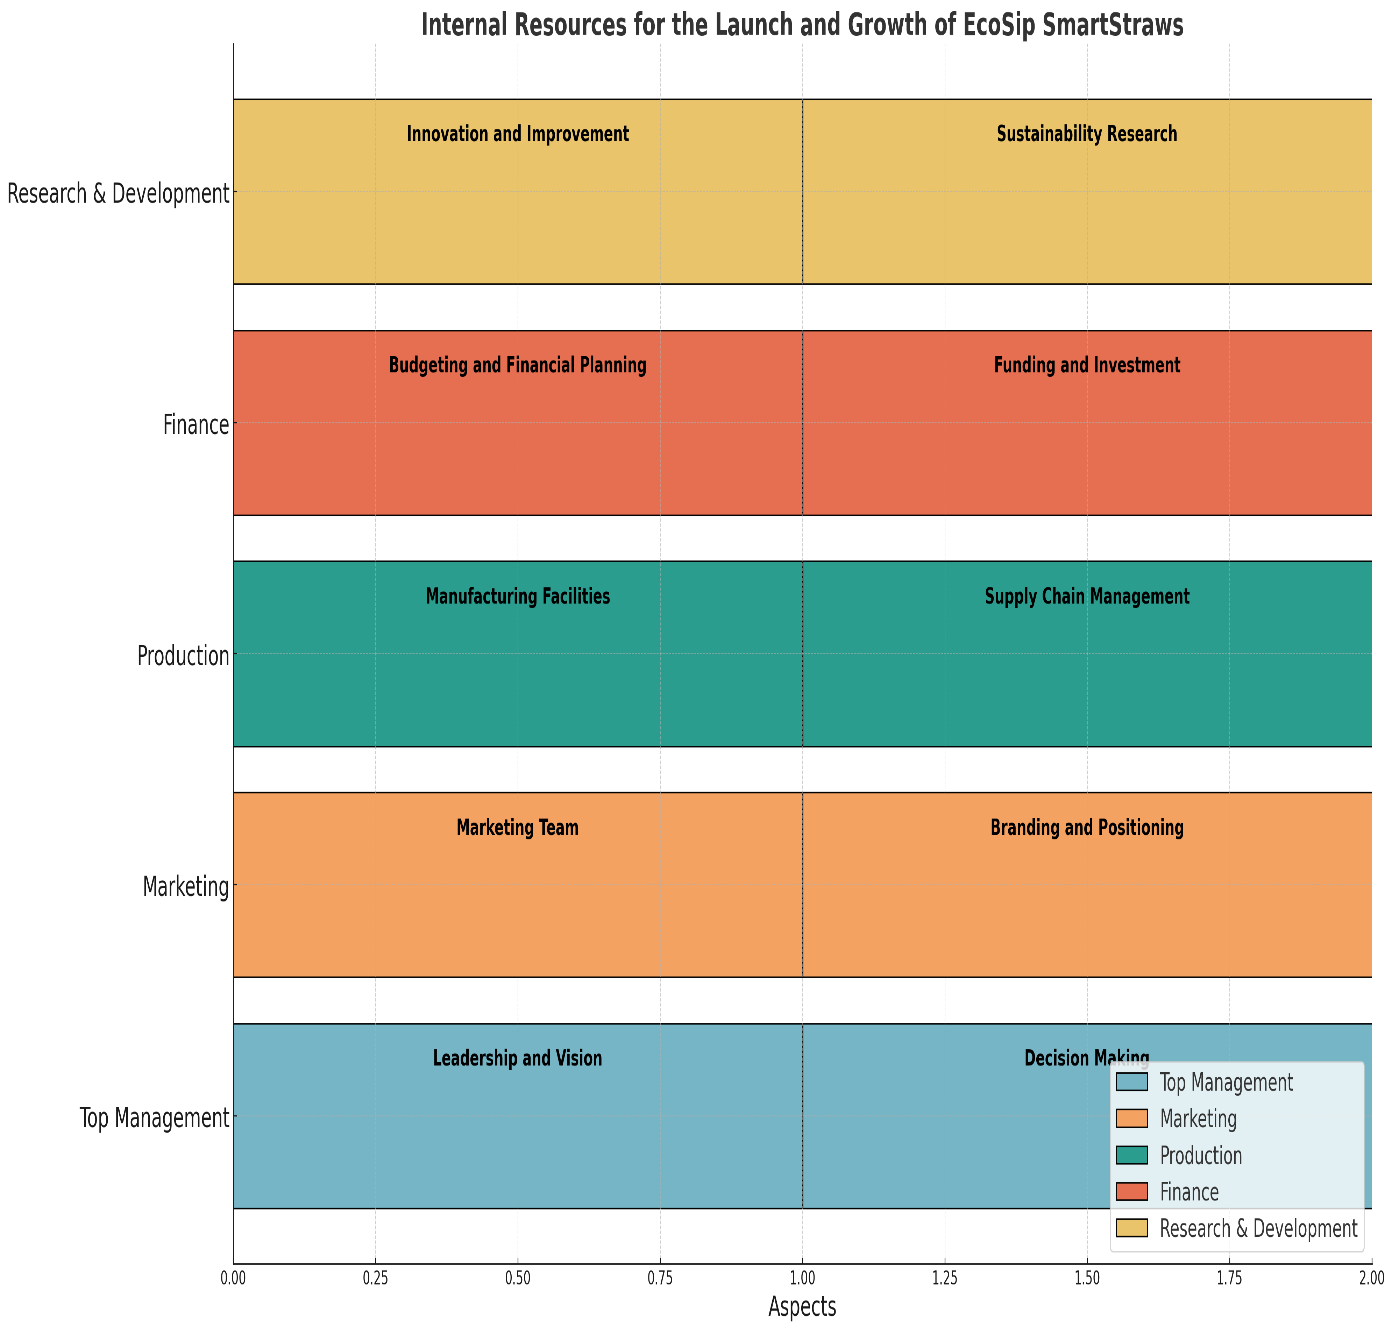 Internal Resources for the Launch and Growth of EcoSip SmartStraws
Research & Development
Innovation and Improvement
Sustainability Research
Finance
Budgeting and Financial Planning
Funding and Investment
Production
Manufacturing Facilities
Supply Chain Management
Marketing
Marketing Team
Branding and Positioning
Top Management
Leadership and Vision
Decision Making
Top Management
Marketing
Production
Finance
Research & Development
0.00 0.25 0.50 0.75 1.00 1.25 1.50 1.75 2.00
Aspects